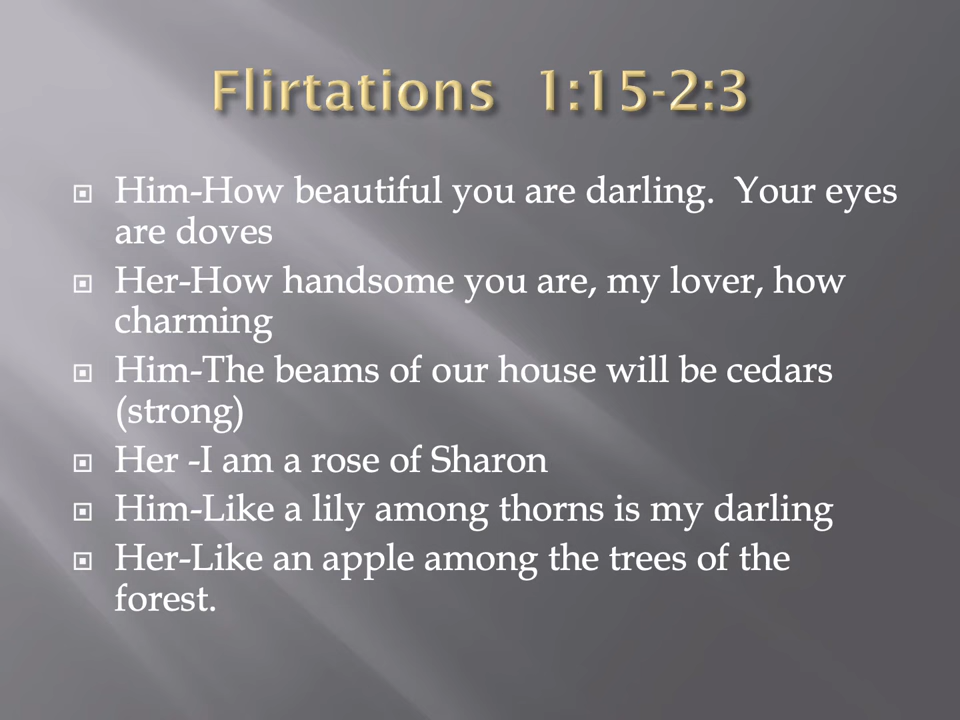 Flirtations 1:15-2:3
Him-How beautiful you are darling. Your eyes
are doves
Her-How handsome you are, my lover, how
charming
Him-The beams of our house will be cedars
(strong)
Her -I am a rose of Sharon
Him-Like a lily among thorns is my darling
Her-Like an apple among the trees of the
forest.